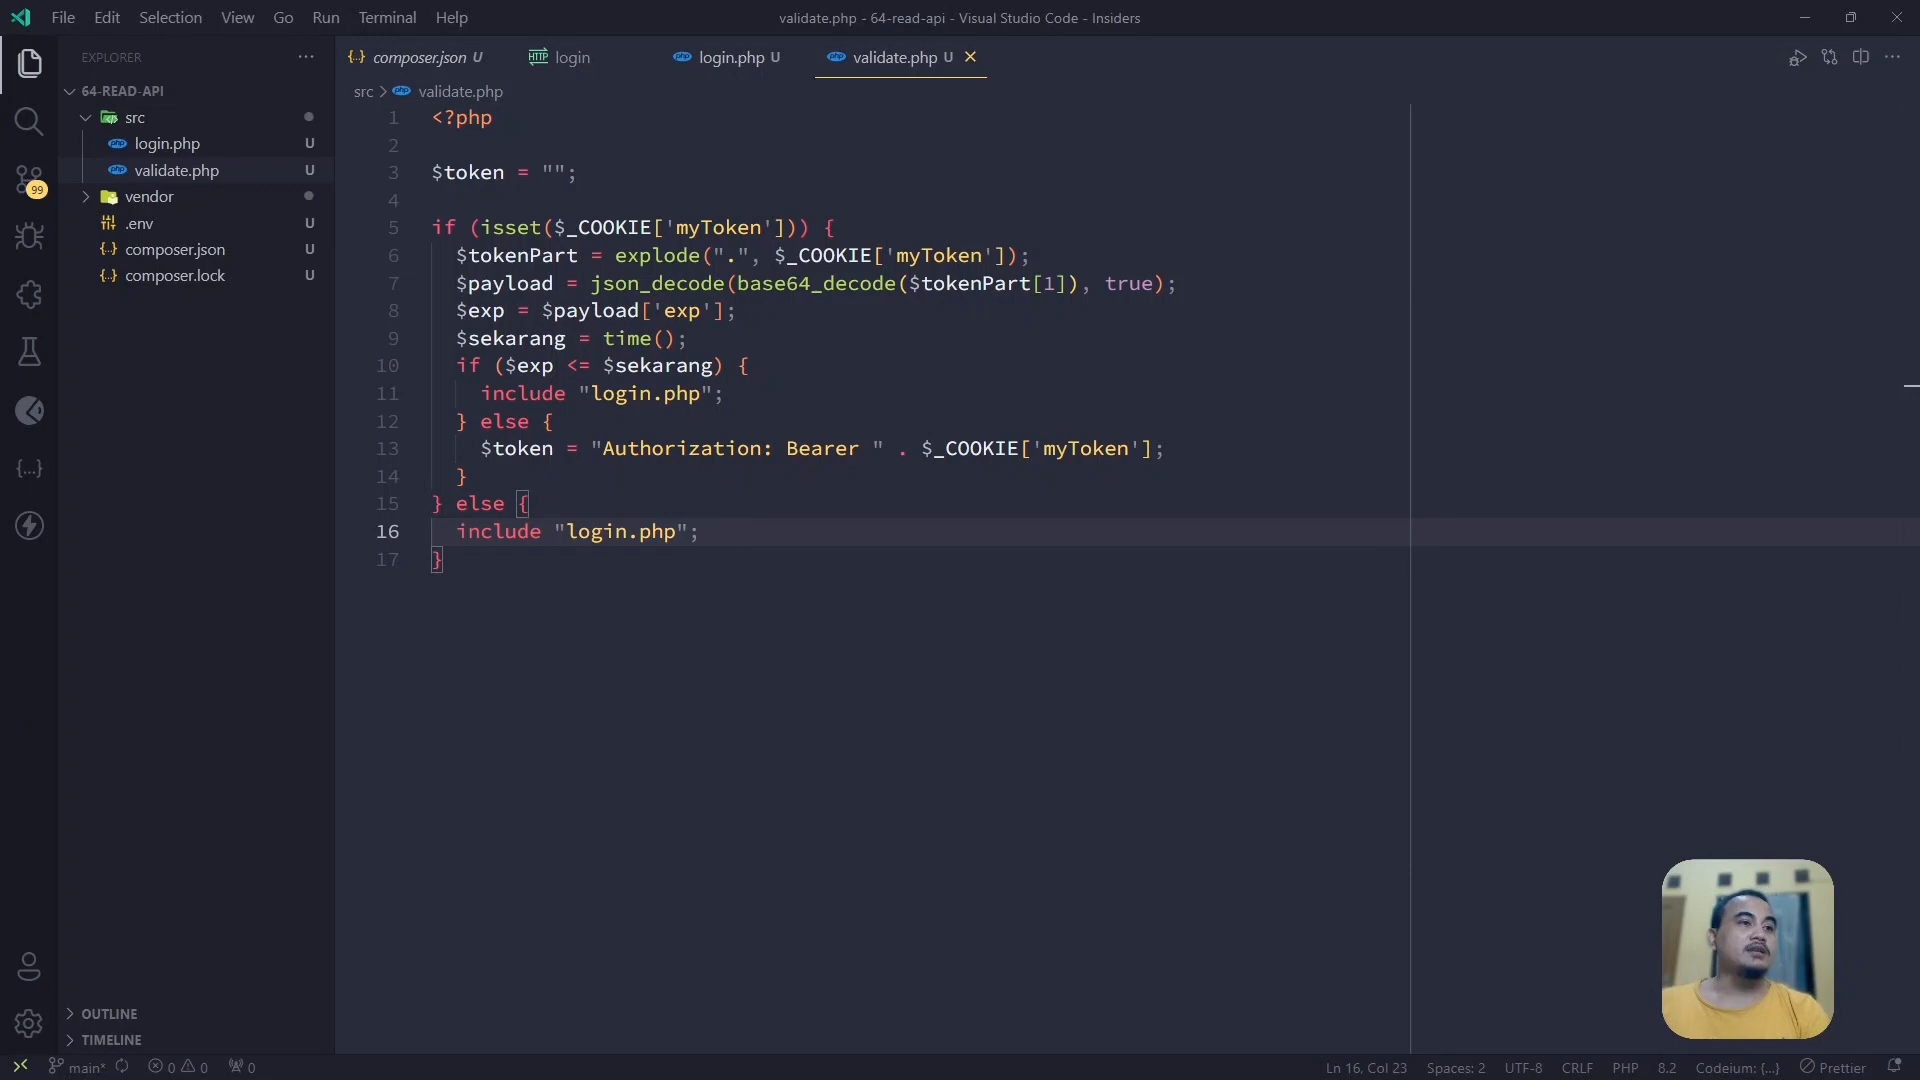 File Edit Selection View Go Run Terminal Help
validate.php - 64-read-api - Visual Studio Code - Insiders
EXPLORER
64-READ-API
src
login.php U
validate.php U
vendor
.env U
composer.json U
composer.lock U
OUTLINE
TIMELINE
99
composer.json U
HTTP login
php login.php U
php validate.php U
src > php validate.php
1 <?php
2
3 $token = "";
4
5 if (isset($_COOKIE['myToken'])) {
6 $tokenPart = explode(".", $_COOKIE['myToken']);
7 $payload = json_decode(base64_decode($tokenPart[1]), true);
8 $exp = $payload['exp'];
9 $sekarang = time();
10 if ($exp <= $sekarang) {
11 include "login.php";
12 } else {
13 $token = "Authorization: Bearer " . $_COOKIE['myToken'];
14 }
15 } else {
16 include "login.php";
17 }
main* 0 0 0
Ln 16, Col 23 Spaces: 2 UTF-8 CRLF PHP 8.2 Codeium: {...} Prettier